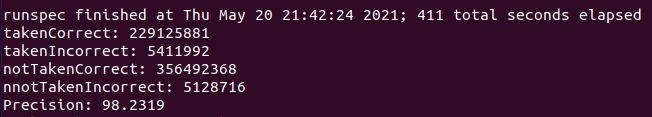 runspec finished at Thu May 20 21:42:24 2021; 411 total seconds elapsed
takenCorrect: 229125881
takenIncorrect: 5411992
notTakenCorrect: 356492368
nnotTakenIncorrect: 5128716
Precision: 98.2319